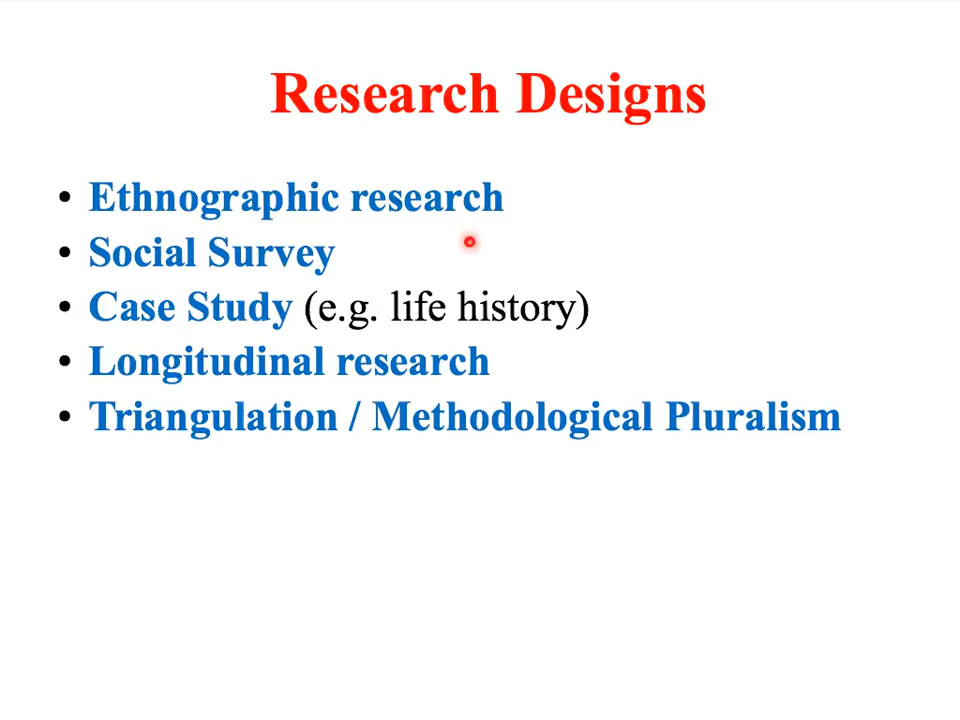 Research Designs
• Ethnographic research
• Social Survey
• Case Study (e.g. life history)
• Longitudinal research
• Triangulation / Methodological Pluralism